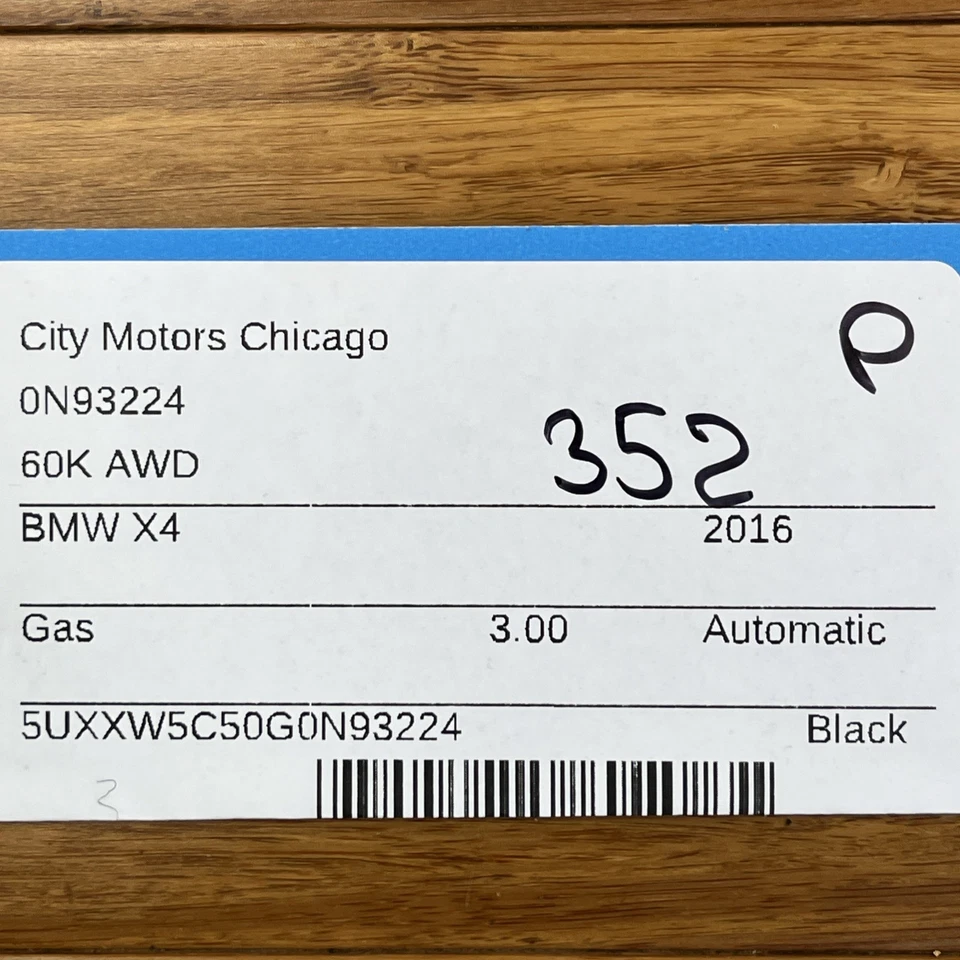 City Motors Chicago
P
0N93224
352
60K AWD
BMW X4 2016
Gas 3.00 Automatic
5UXXW5C50G0N93224 Black